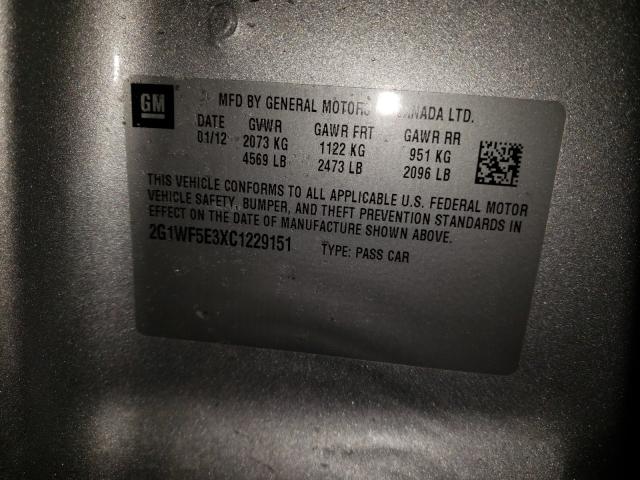 GM
MFD BY GENERAL MOTORS CANADA LTD.
DATE GVWR GAWR FRT GAWR RR
01/12 2073 KG 1122 KG 951 KG
4569 LB 2473 LB 2096 LB
THIS VEHICLE CONFORMS TO ALL APPLICABLE U.S. FEDERAL MOTOR
VEHICLE SAFETY, BUMPER, AND THEFT PREVENTION STANDARDS IN
EFFECT ON THE DATE OF MANUFACTURE SHOWN ABOVE.
2G1WF5E3XC1229151 TYPE: PASS CAR